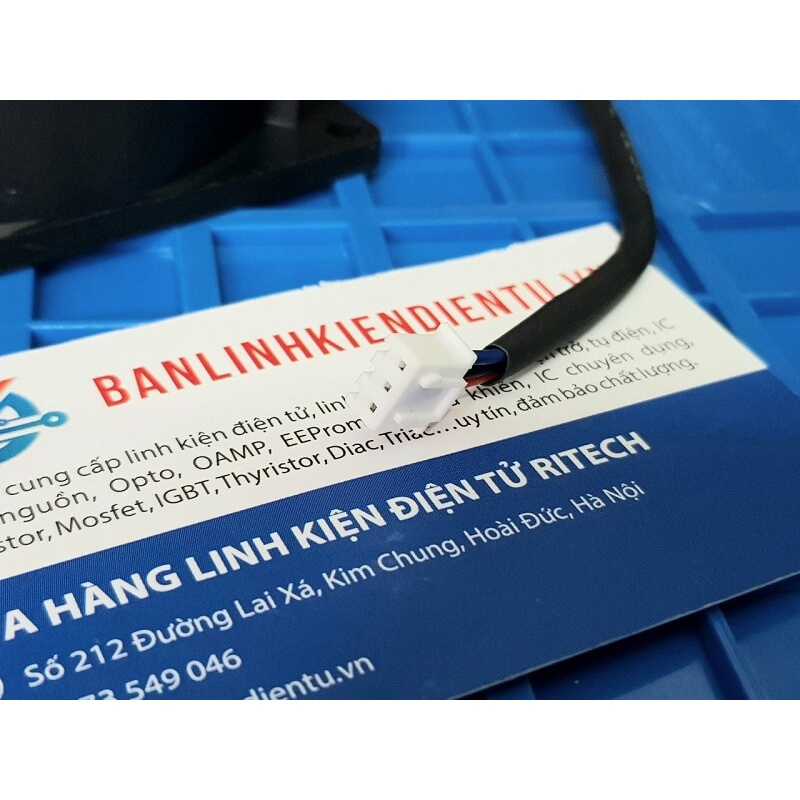 BANLINHKIENDIENTU.V
cung cấp linh kiện điện tử, lin trở, tụ điện, IC
nguồn, Opto, OAMP, EEProm khiển, IC chuyên dụng,
stor, Mosfet, IGBT, Thyristor, Diac, Triac...uy tín, đảm bảo chất lượng.
A HÀNG LINH KIỆN ĐIỆN TỬ RITECH
Số 212 Đường Lai Xá, Kim Chung, Hoài Đức, Hà Nội
73 549 046
dientu.vn